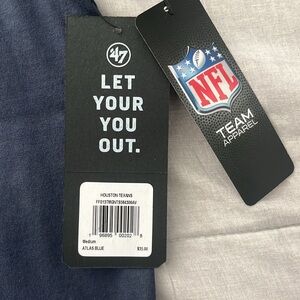 '47
LET
YOUR
YOU
OUT.
HOUSTON TEXANS
Medium
ATLAS BLUE
$35.00
NFL
TEAM
APPAREL